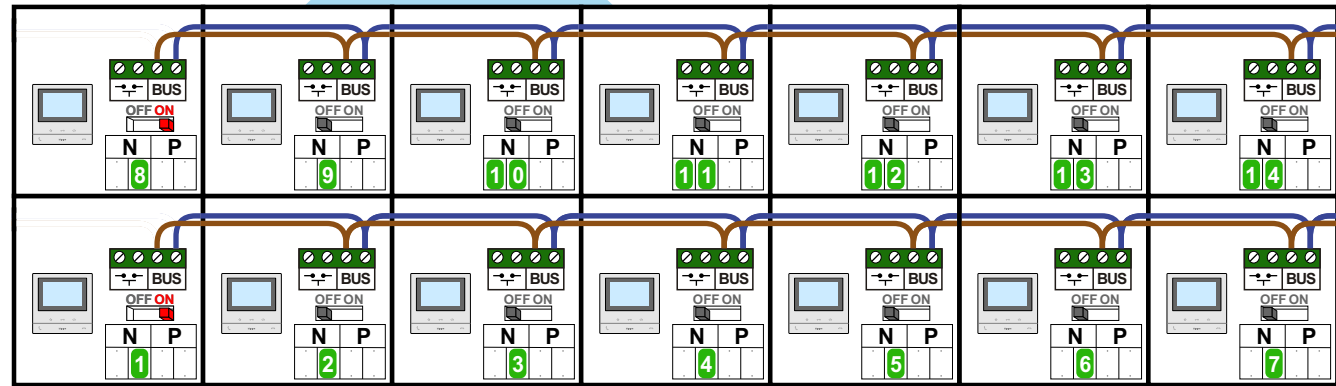 BUS BUS BUS BUS BUS BUS BUS
OFF ON OFF ON OFF ON OFF ON OFF ON OFF ON OFF ON
N P N P N P N P N P N P N P
8 9 10 11 12 13 14
BUS BUS BUS BUS BUS BUS BUS
OFF ON OFF ON OFF ON OFF ON OFF ON OFF ON OFF ON
N P N P N P N P N P N P N P
1 2 3 4 5 6 7